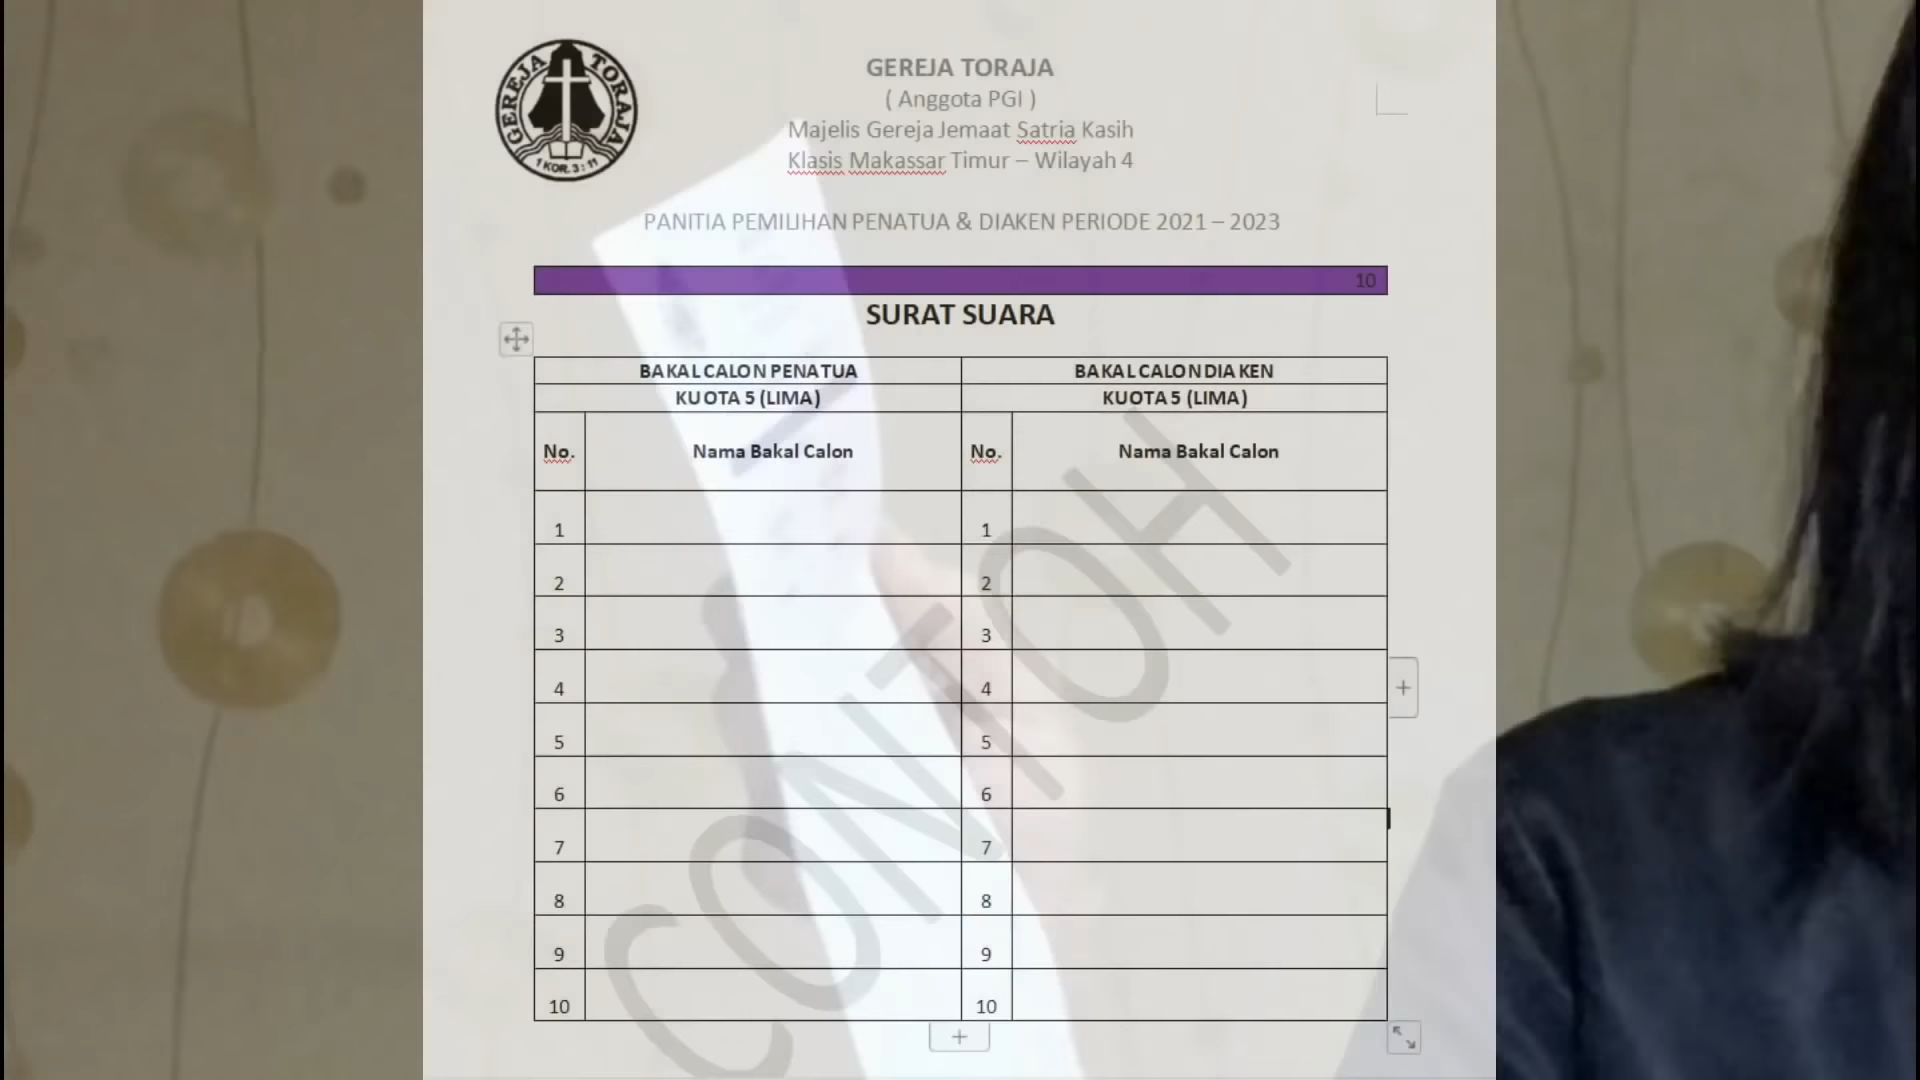 GEREJA TORAJA
1 KOR. 3 : 11
GEREJA TORAJA
( Anggota PGI )
Majelis Gereja Jemaat Satria Kasih
Klasis Makassar Timur – Wilayah 4
PANITIA PEMILIHAN PENATUA & DIAKEN PERIODE 2021 – 2023
10
SURAT SUARA
BAKAL CALON PENATUA BAKAL CALON DIAKEN
KUOTA 5 (LIMA) KUOTA 5 (LIMA)
No. Nama Bakal Calon No. Nama Bakal Calon
1 1
2 2
3 3
4 4
5 5
6 6
7 7
8 8
9 9
10 10
CONTOH